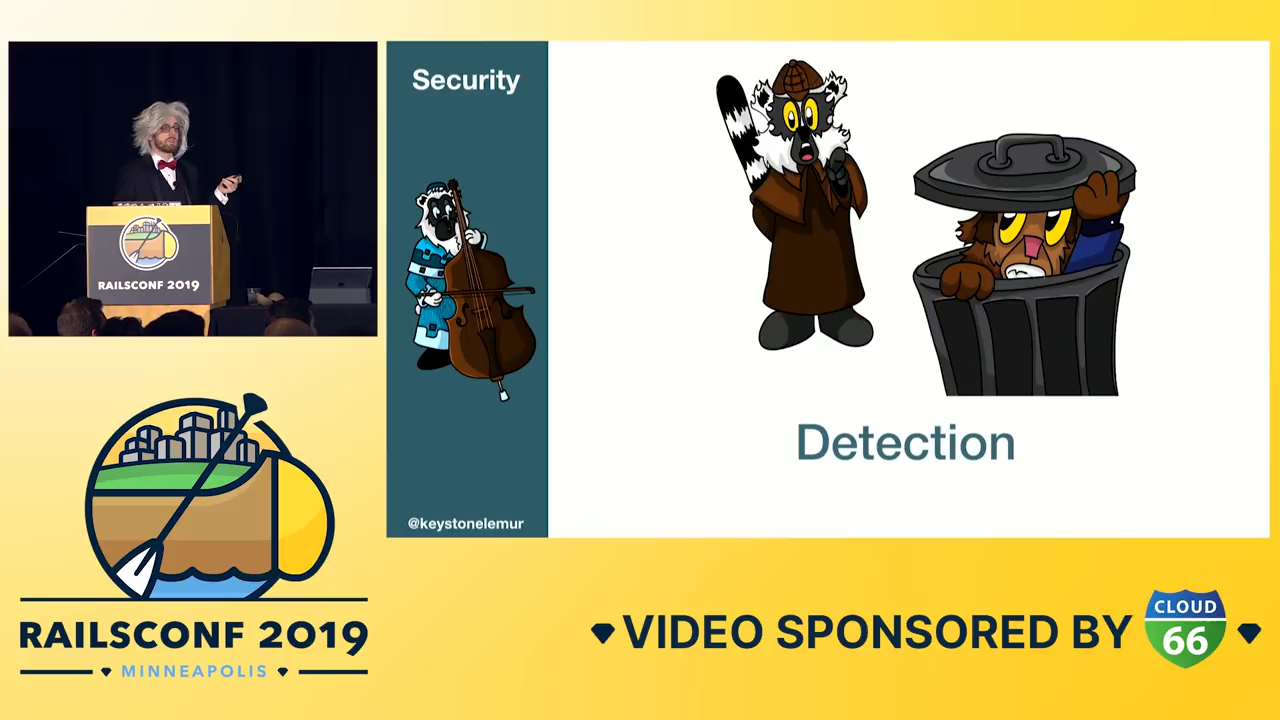 RAILSCONF 2019
Security
@keystonelemur
Detection
RAILSCONF 2019
MINNEAPOLIS
VIDEO SPONSORED BY
CLOUD
66